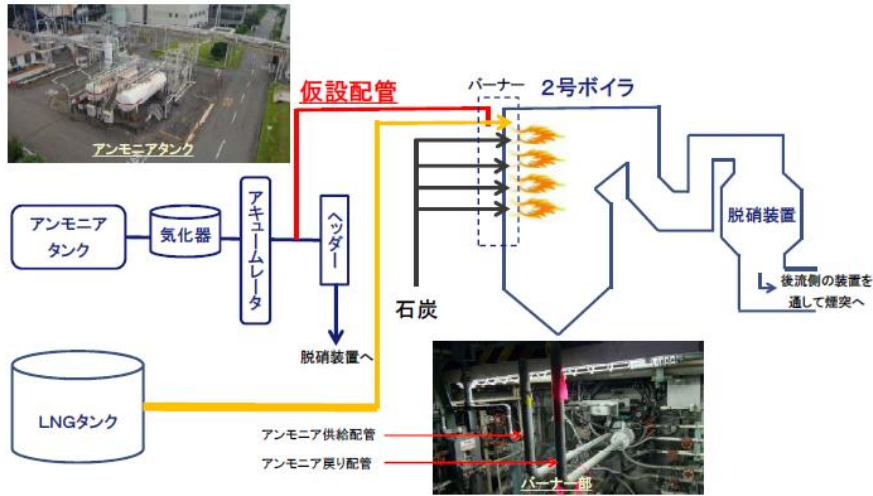 アンモニアタンク
仮設配管
バーナー
２号ボイラ
アンモニア
タンク
気化器
アキュームレータ
ヘッダー
脱硝装置
後流側の装置を
通して煙突へ
石炭
脱硝装置へ
LNGタンク
アンモニア供給配管
アンモニア戻り配管
バーナー部